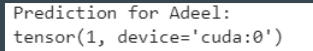 Prediction for Adeel:
tensor(1, device='cuda:0')